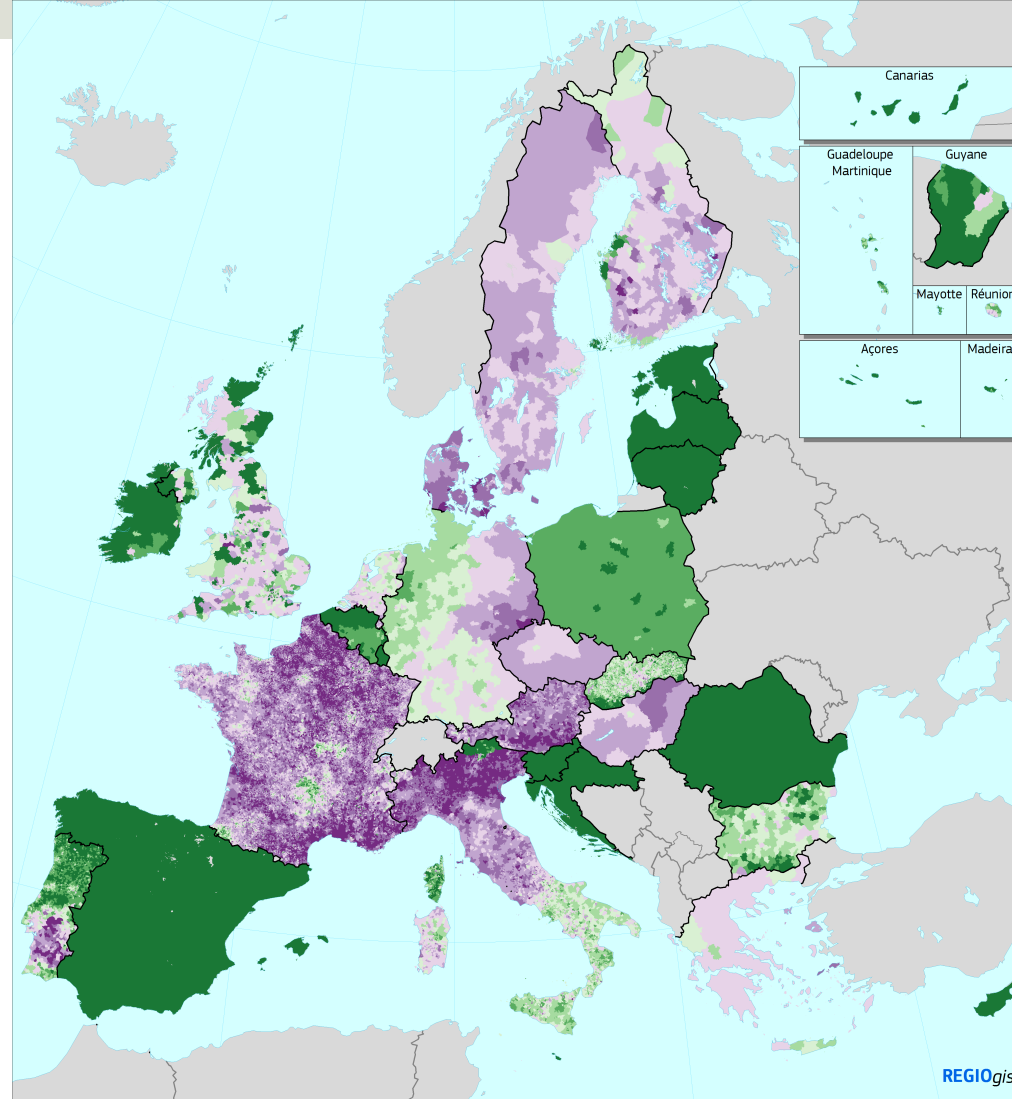 Canarias
Guadeloupe
Martinique
Guyane
Mayotte
Réunion
Açores
Madeira
REGIOgis